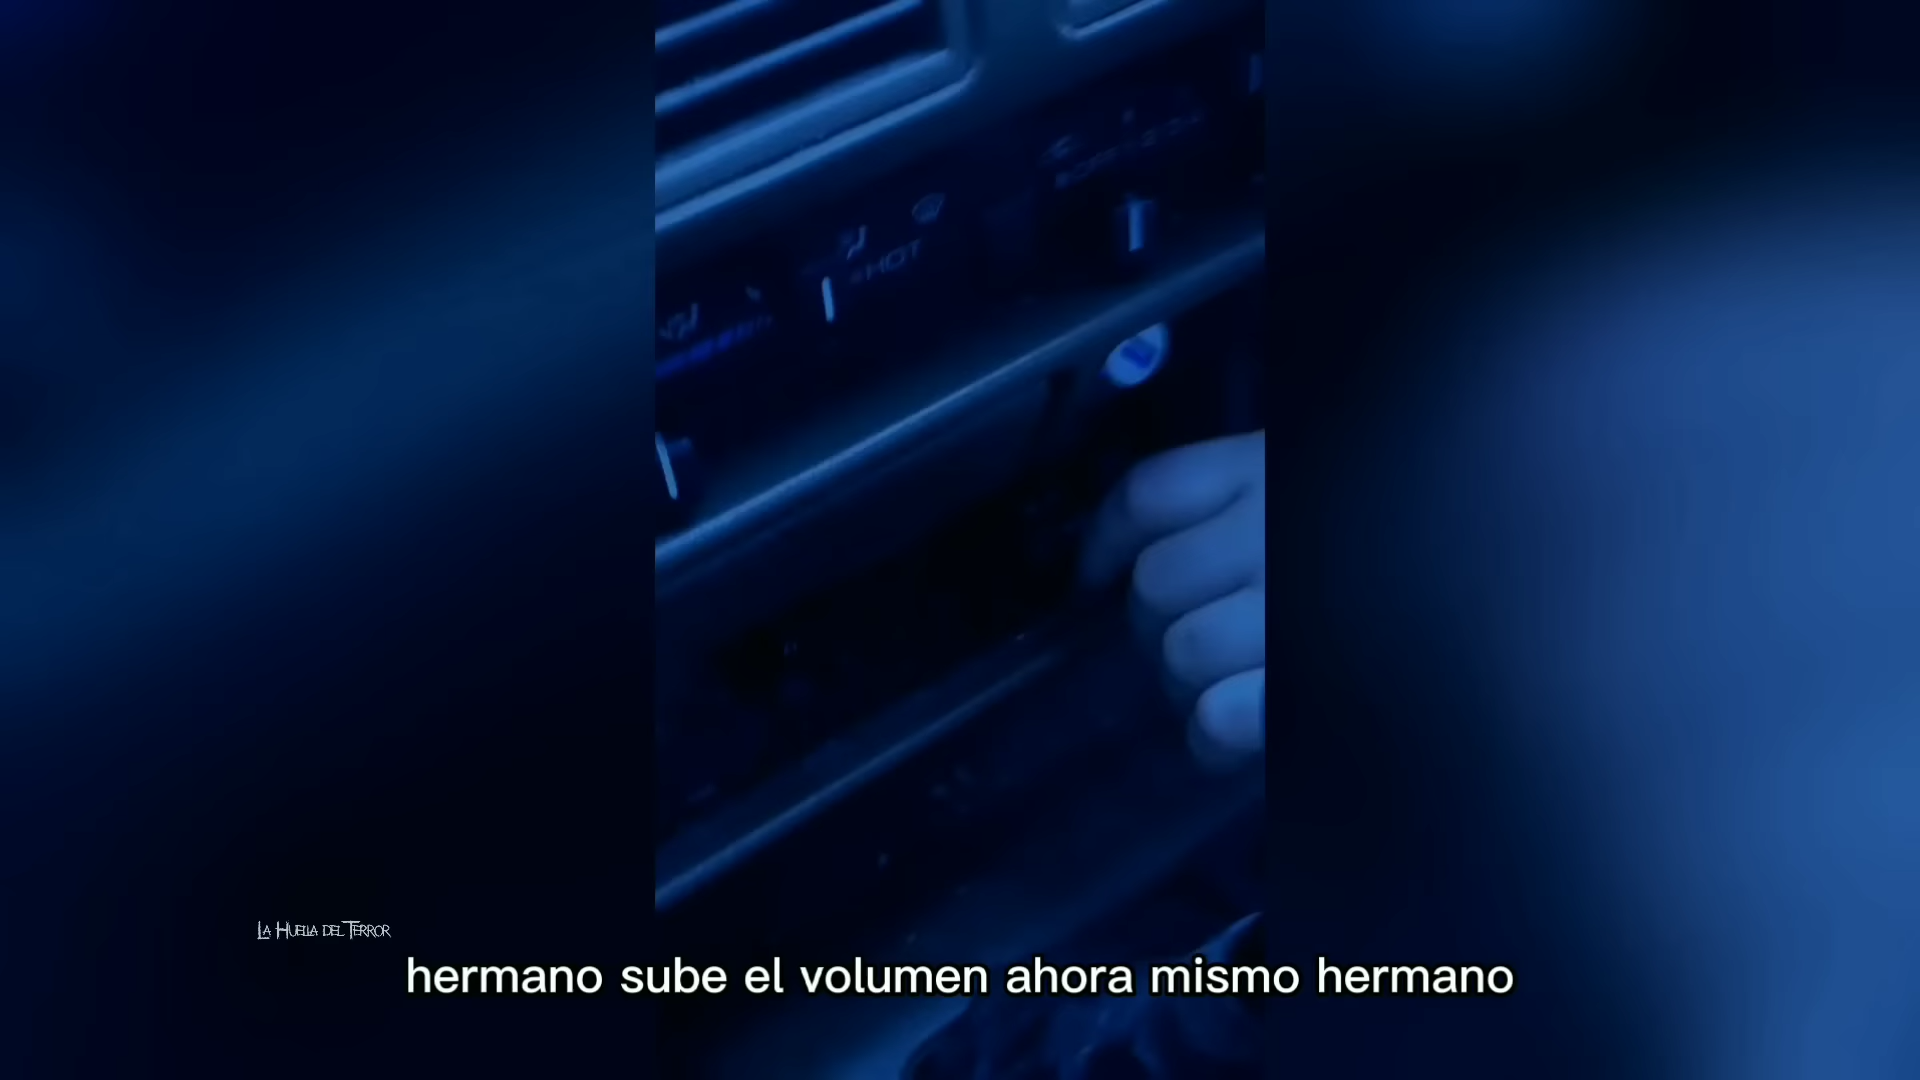 HOT
La Huella del Terror
hermano sube el volumen ahora mismo hermano